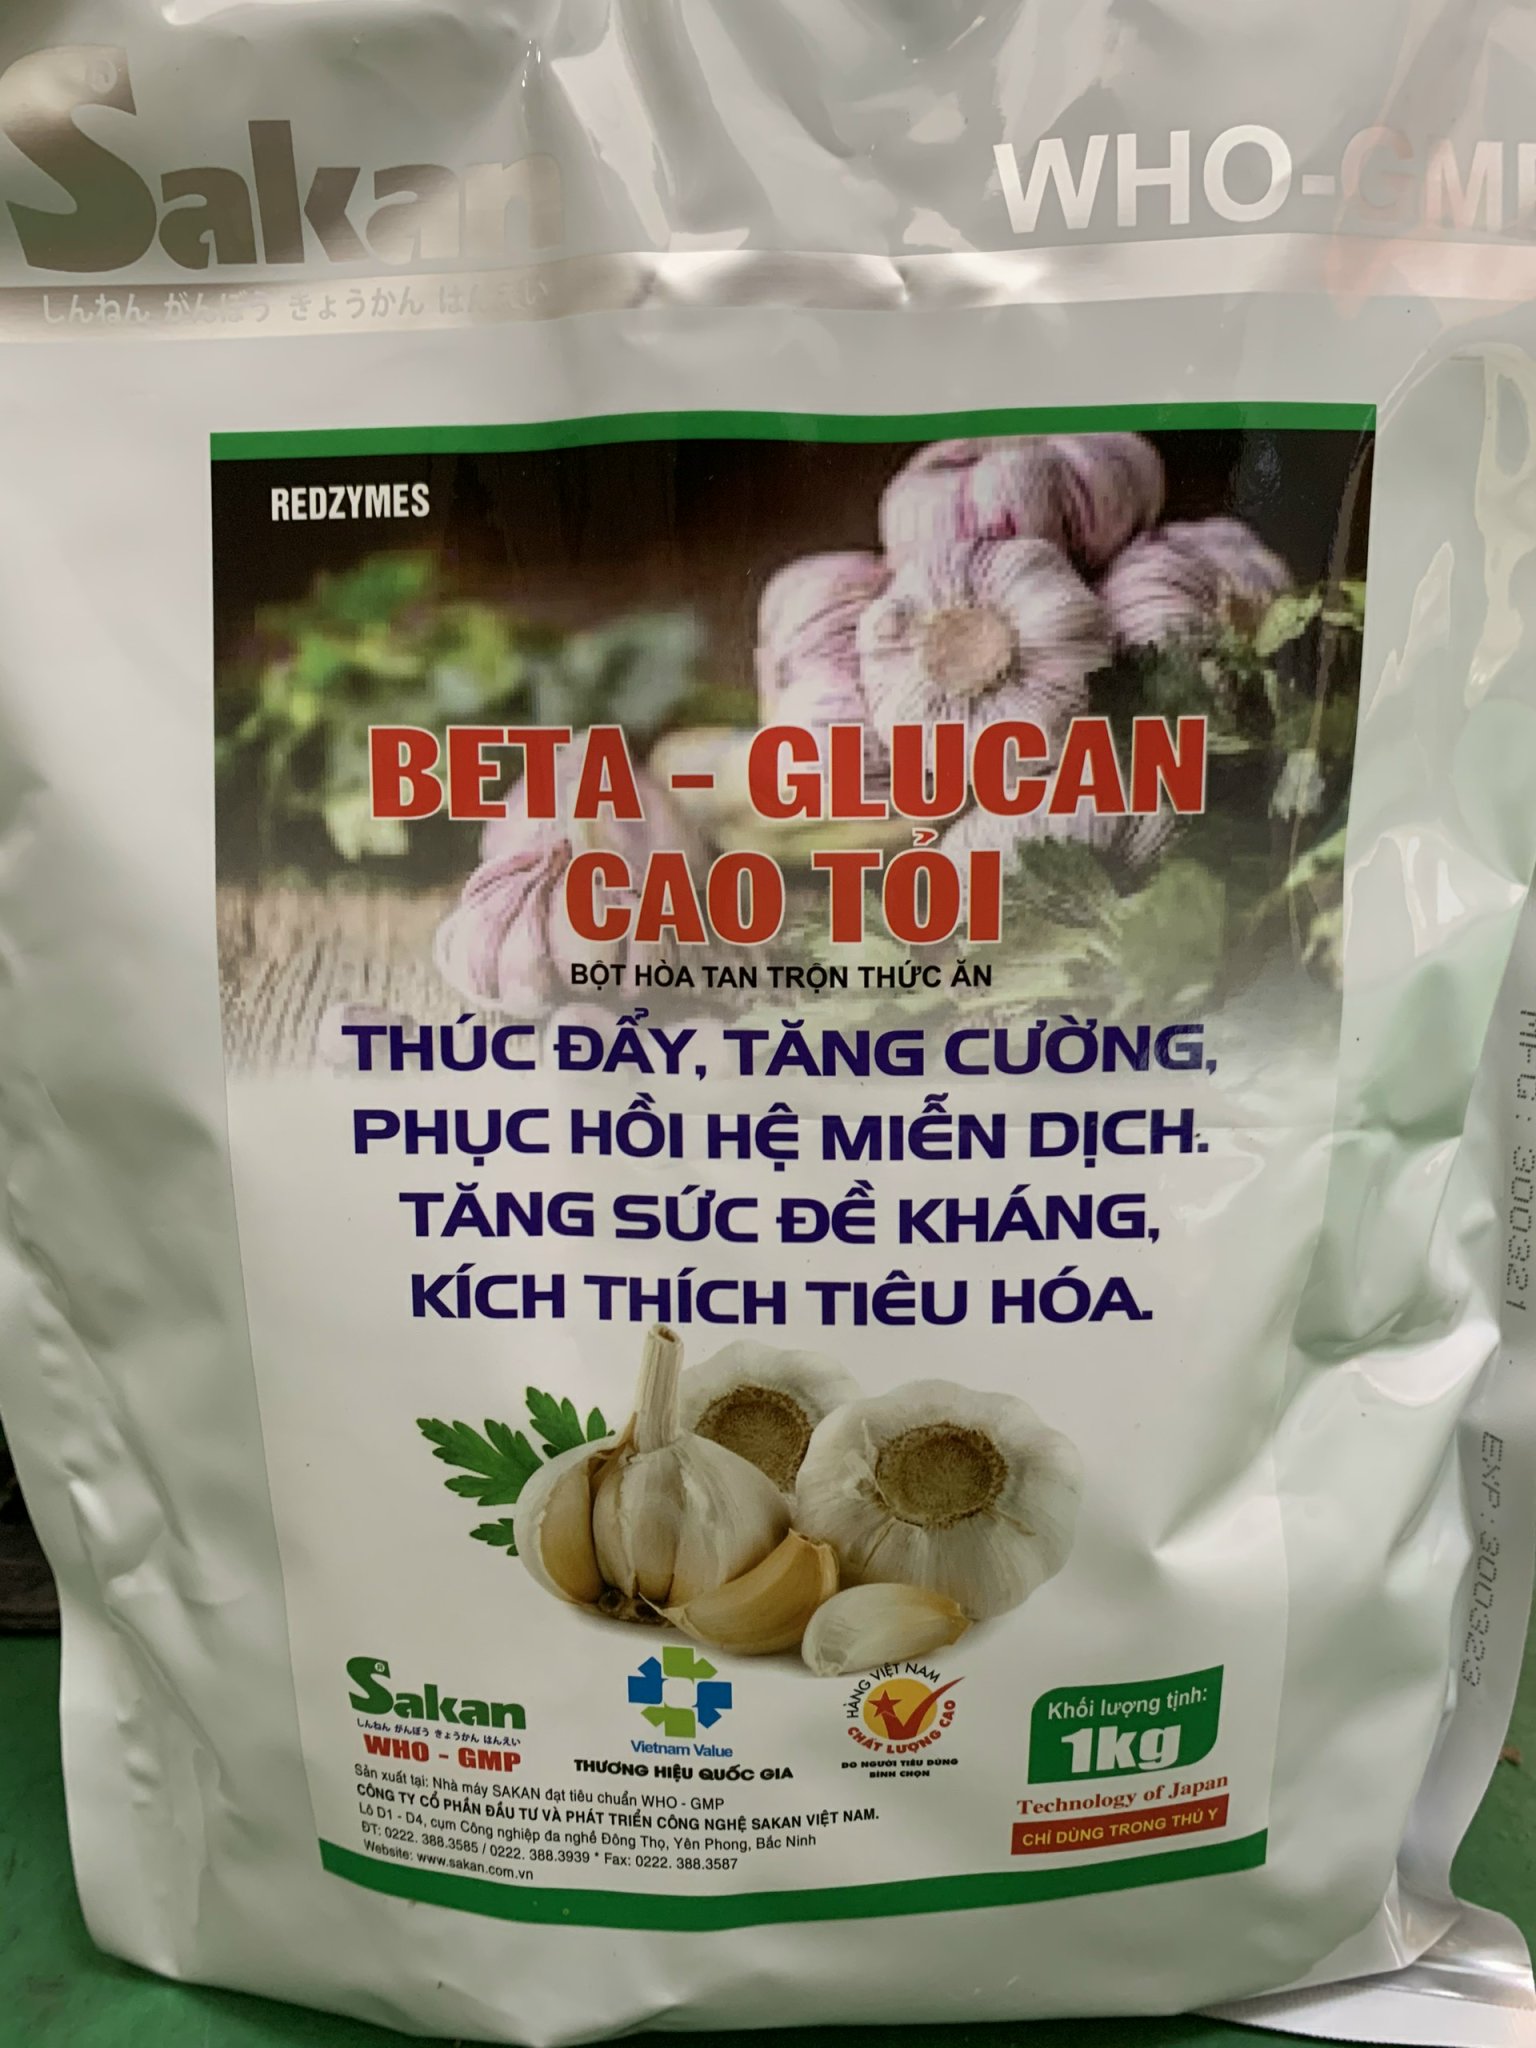 Sakan
WHO-GMP
しんねん がんぼう きょうかん はんえい
REDZYMES
BETA - GLUCAN
CAO TỎI
BỘT HÒA TAN TRỘN THỨC ĂN
THÚC ĐẨY, TĂNG CƯỜNG,
PHỤC HỒI HỆ MIỄN DỊCH.
TĂNG SỨC ĐỀ KHÁNG,
KÍCH THÍCH TIÊU HÓA.
Sakan
しんねん がんぼう きょうかん はんえい
WHO - GMP
Vietnam Value
THƯƠNG HIỆU QUỐC GIA
HÀNG VIỆT NAM
CHẤT LƯỢNG CAO
DO NGƯỜI TIÊU DÙNG
BÌNH CHỌN
Khối lượng tịnh:
1kg
Technology of Japan
CHỈ DÙNG TRONG THÚ Y
Sản xuất tại: Nhà máy SAKAN đạt tiêu chuẩn WHO - GMP
CÔNG TY CỔ PHẦN ĐẦU TƯ VÀ PHÁT TRIỂN CÔNG NGHỆ SAKAN VIỆT NAM.
Lô D1 - D4, cụm Công nghiệp đa nghề Đông Thọ, Yên Phong, Bắc Ninh
ĐT: 0222. 388.3585 / 0222. 388.3939 * Fax: 0222. 388.3587
Website: www.sakan.com.vn
: 300321
EXP : 300323